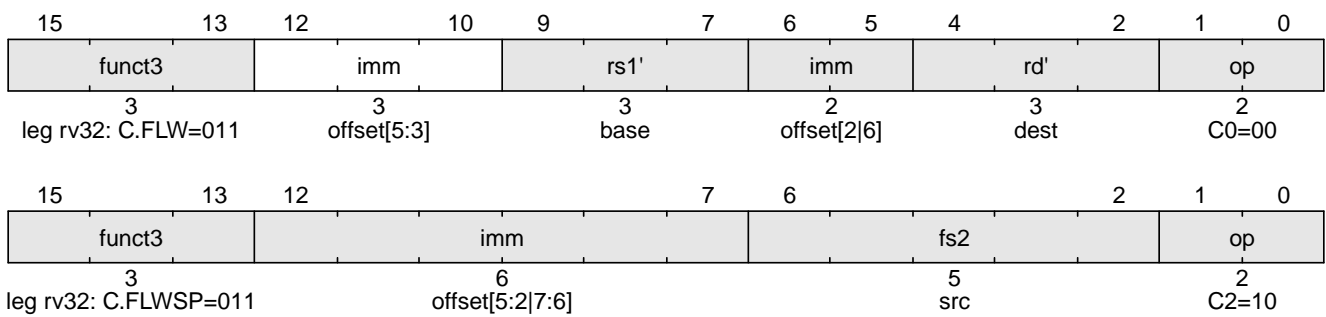 15 13 12 10 9 7 6 5 4 2 1 0
funct3 imm rs1' imm rd' op
3 3 3 2 3 2
leg rv32: C.FLW=011 offset[5:3] base offset[2|6] dest C0=00
15 13 12 7 6 2 1 0
funct3 imm fs2 op
3 6 5 2
leg rv32: C.FLWSP=011 offset[5:2|7:6] src C2=10